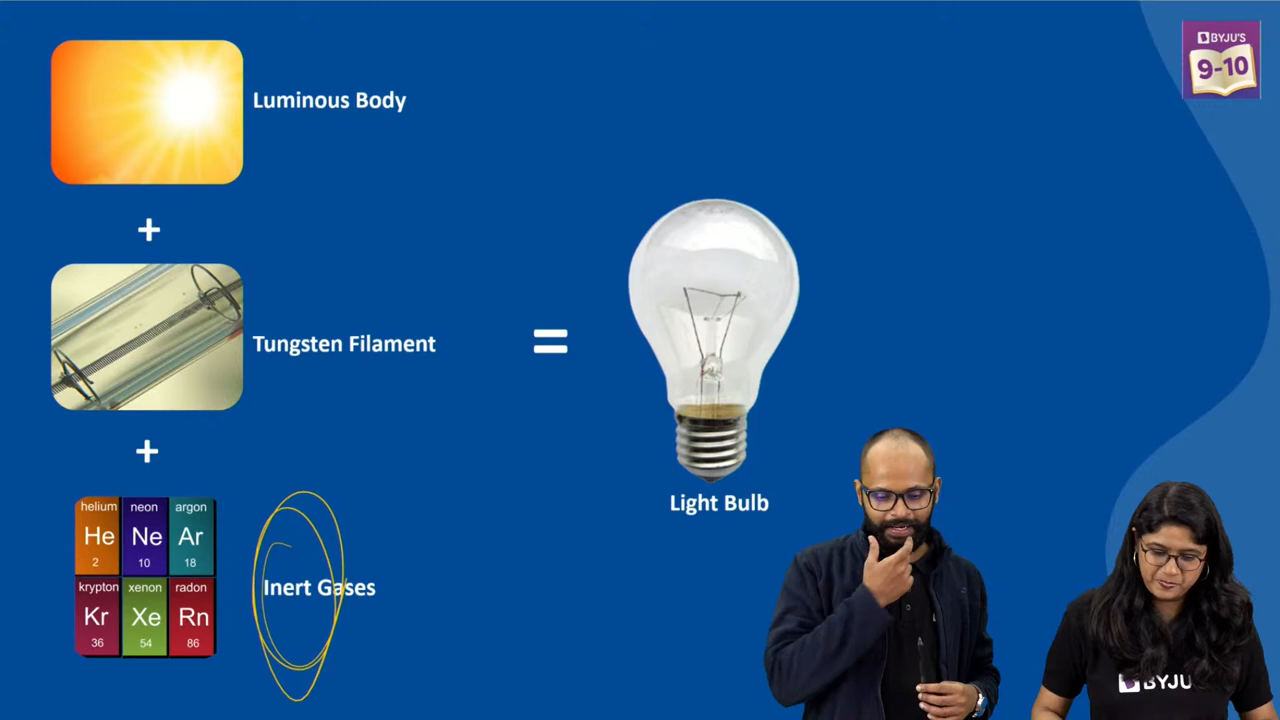 Luminous Body
BYJU'S
9-10
+
Tungsten Filament
=
+
Light Bulb
helium neon argon
He Ne Ar
2 10 18
krypton xenon radon
Kr Xe Rn
36 54 86
Inert Gases
BYJU